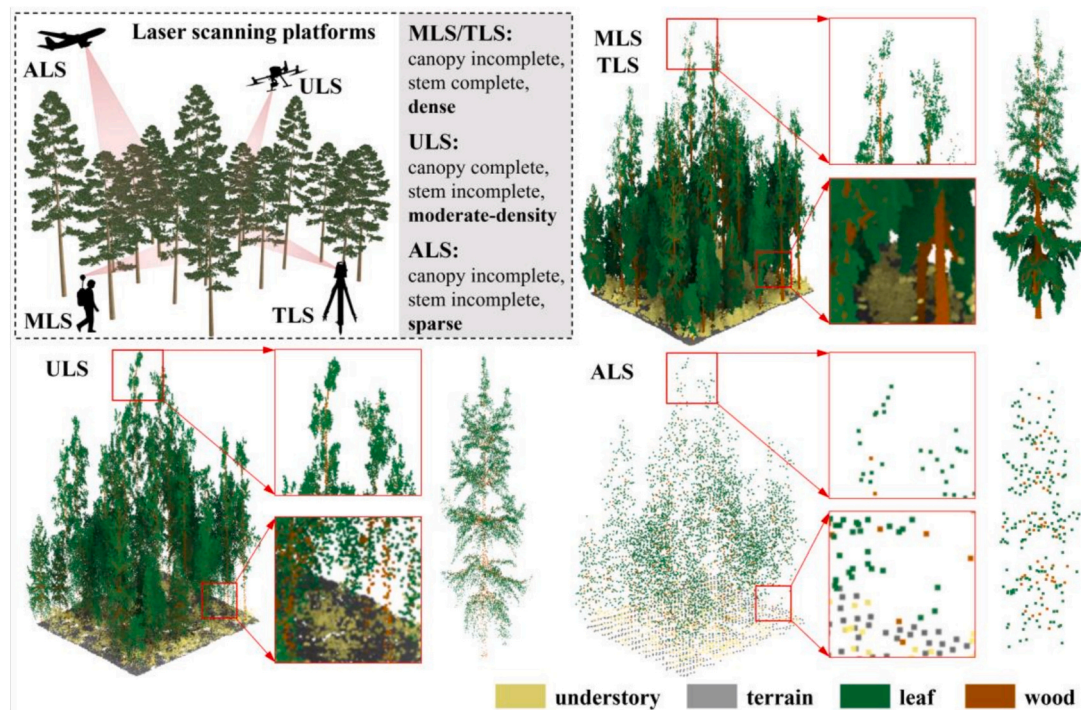 Laser scanning platforms
ALS
ULS
MLS
TLS
MLS/TLS:
canopy incomplete,
stem complete,
dense
ULS:
canopy complete,
stem incomplete,
moderate-density
ALS:
canopy incomplete,
stem incomplete,
sparse
MLS
TLS
ULS
ALS
understory
terrain
leaf
wood